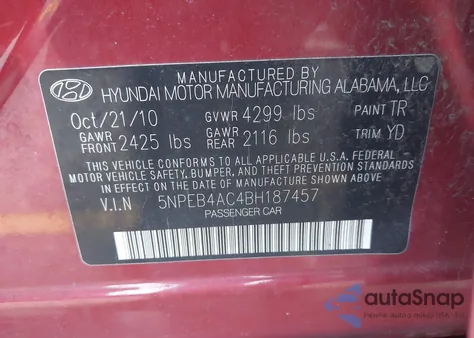 MANUFACTURED BY
HYUNDAI MOTOR MANUFACTURING ALABAMA, LLC
Oct/21/10 GVWR 4299 lbs PAINT TR
GAWR FRONT 2425 lbs GAWR REAR 2116 lbs TRIM YD
THIS VEHICLE CONFORMS TO ALL APPLICABLE U.S.A. FEDERAL
MOTOR VEHICLE SAFETY, BUMPER, AND THEFT PREVENTION STANDARDS
IN EFFECT ON THE DATE OF MANUFACTURE SHOWN ABOVE.
V.I.N 5NPEB4AC4BH187457
PASSENGER CAR
autoSnap